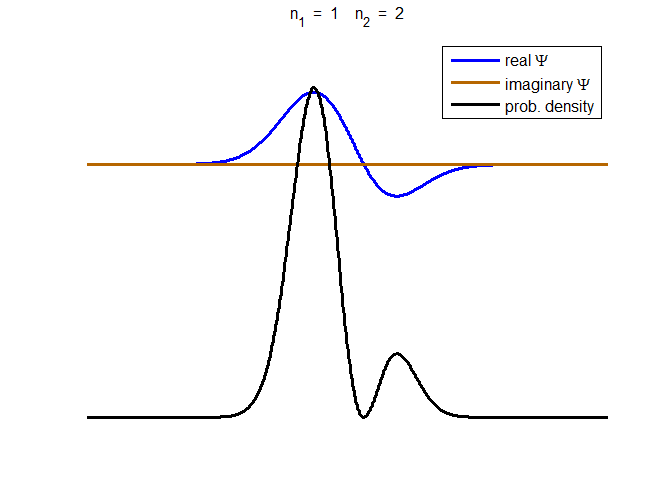 n₁ = 1 n₂ = 2
real Ψ
imaginary Ψ
prob. density